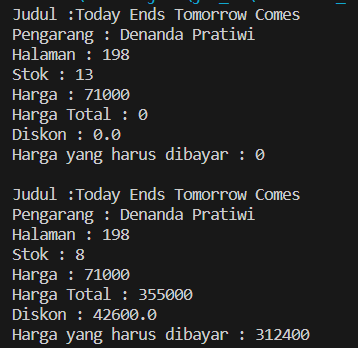 Judul :Today Ends Tomorrow Comes
Pengarang : Denanda Pratiwi
Halaman : 198
Stok : 13
Harga : 71000
Harga Total : 0
Diskon : 0.0
Harga yang harus dibayar : 0

Judul :Today Ends Tomorrow Comes
Pengarang : Denanda Pratiwi
Halaman : 198
Stok : 8
Harga : 71000
Harga Total : 355000
Diskon : 42600.0
Harga yang harus dibayar : 312400